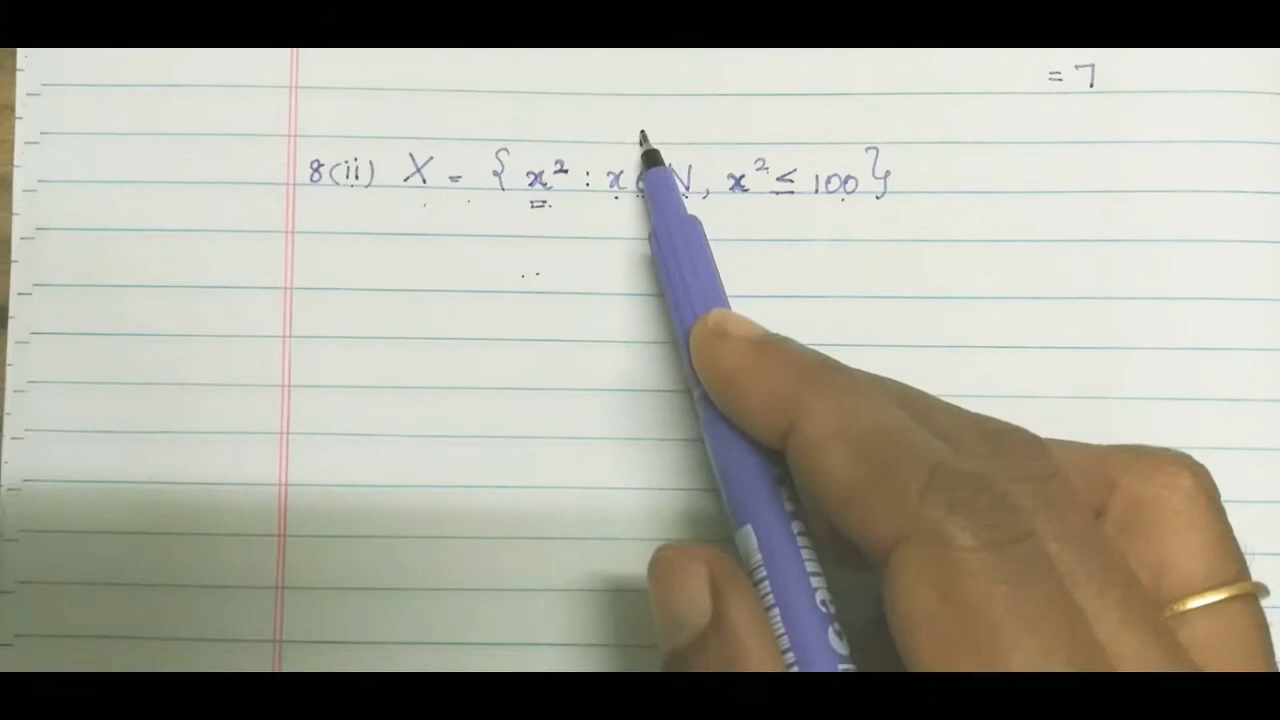 = 7
8(ii) X = { x² : x ∈ N, x² ≤ 100 }